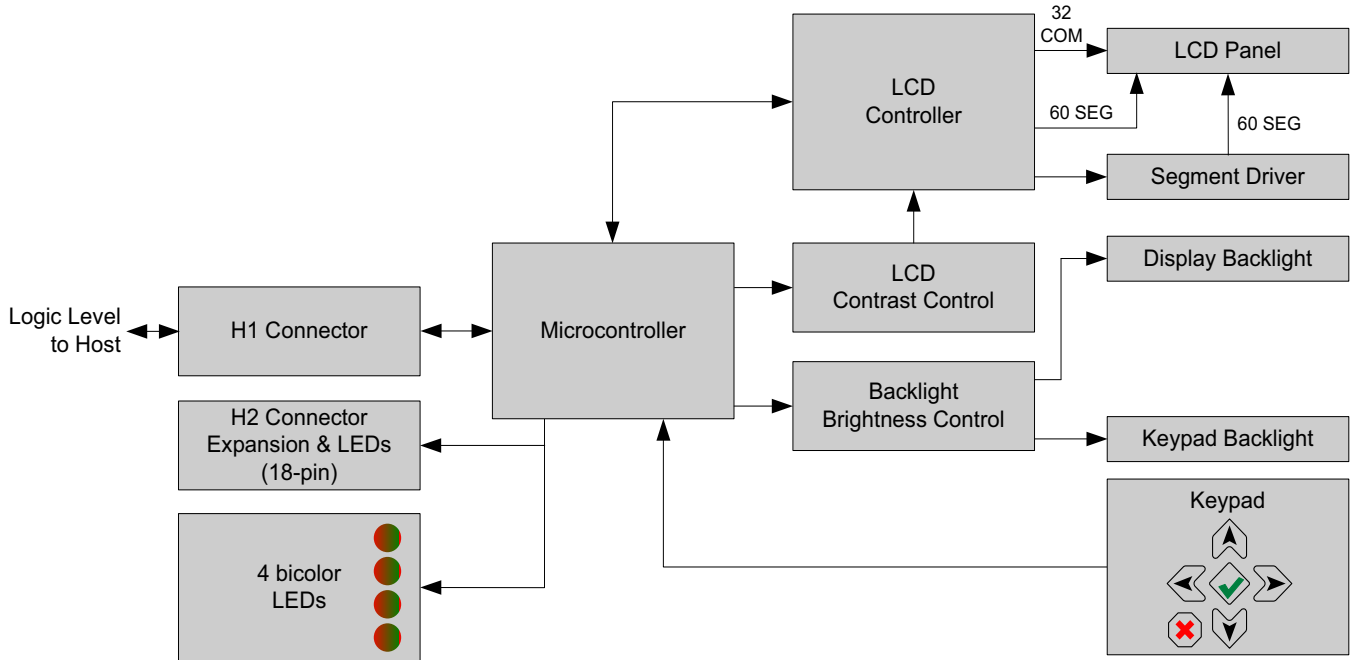 32
COM
LCD Panel
LCD
Controller
60 SEG
60 SEG
Segment Driver
Display Backlight
LCD
Contrast Control
Logic Level
to Host
H1 Connector
Microcontroller
Backlight
Brightness Control
H2 Connector
Expansion & LEDs
(18-pin)
Keypad Backlight
Keypad
4 bicolor
LEDs